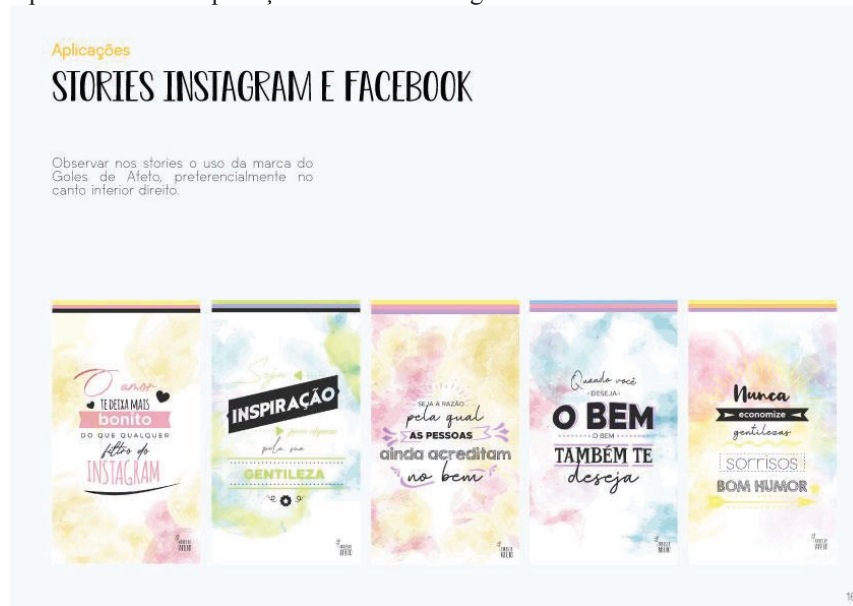 Aplicações
STORIES INSTAGRAM E FACEBOOK
Observar nos stories o uso da marca do
Goles de Afeto, preferencialmente no
canto inferior direito.
O amor
TE DEIXA MAIS
bonito
DO QUE QUALQUER
filtro do
INSTAGRAM
Seja
INSPIRAÇÃO
para alguém
pela sua
GENTILEZA
SEJA A RAZÃO
pela qual
AS PESSOAS
ainda acreditam
no bem
Quando você
DESEJA
O BEM
O BEM
TAMBÉM TE
deseja
Nunca
economize
gentilezas
SORRISOS
BOM HUMOR
16